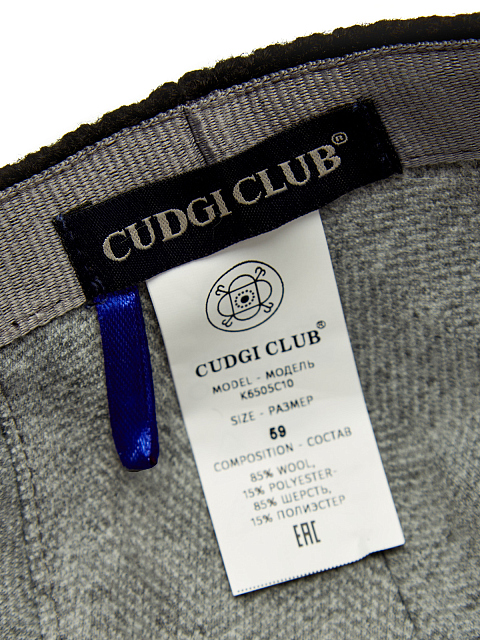 CUDGI CLUB®
CUDGI CLUB®
MODEL - МОДЕЛЬ
K6505C10
SIZE - РАЗМЕР
59
COMPOSITION - СОСТАВ
85% WOOL,
15% POLYESTER-
85% ШЕРСТЬ,
15% ПОЛИЭСТЕР
EAC